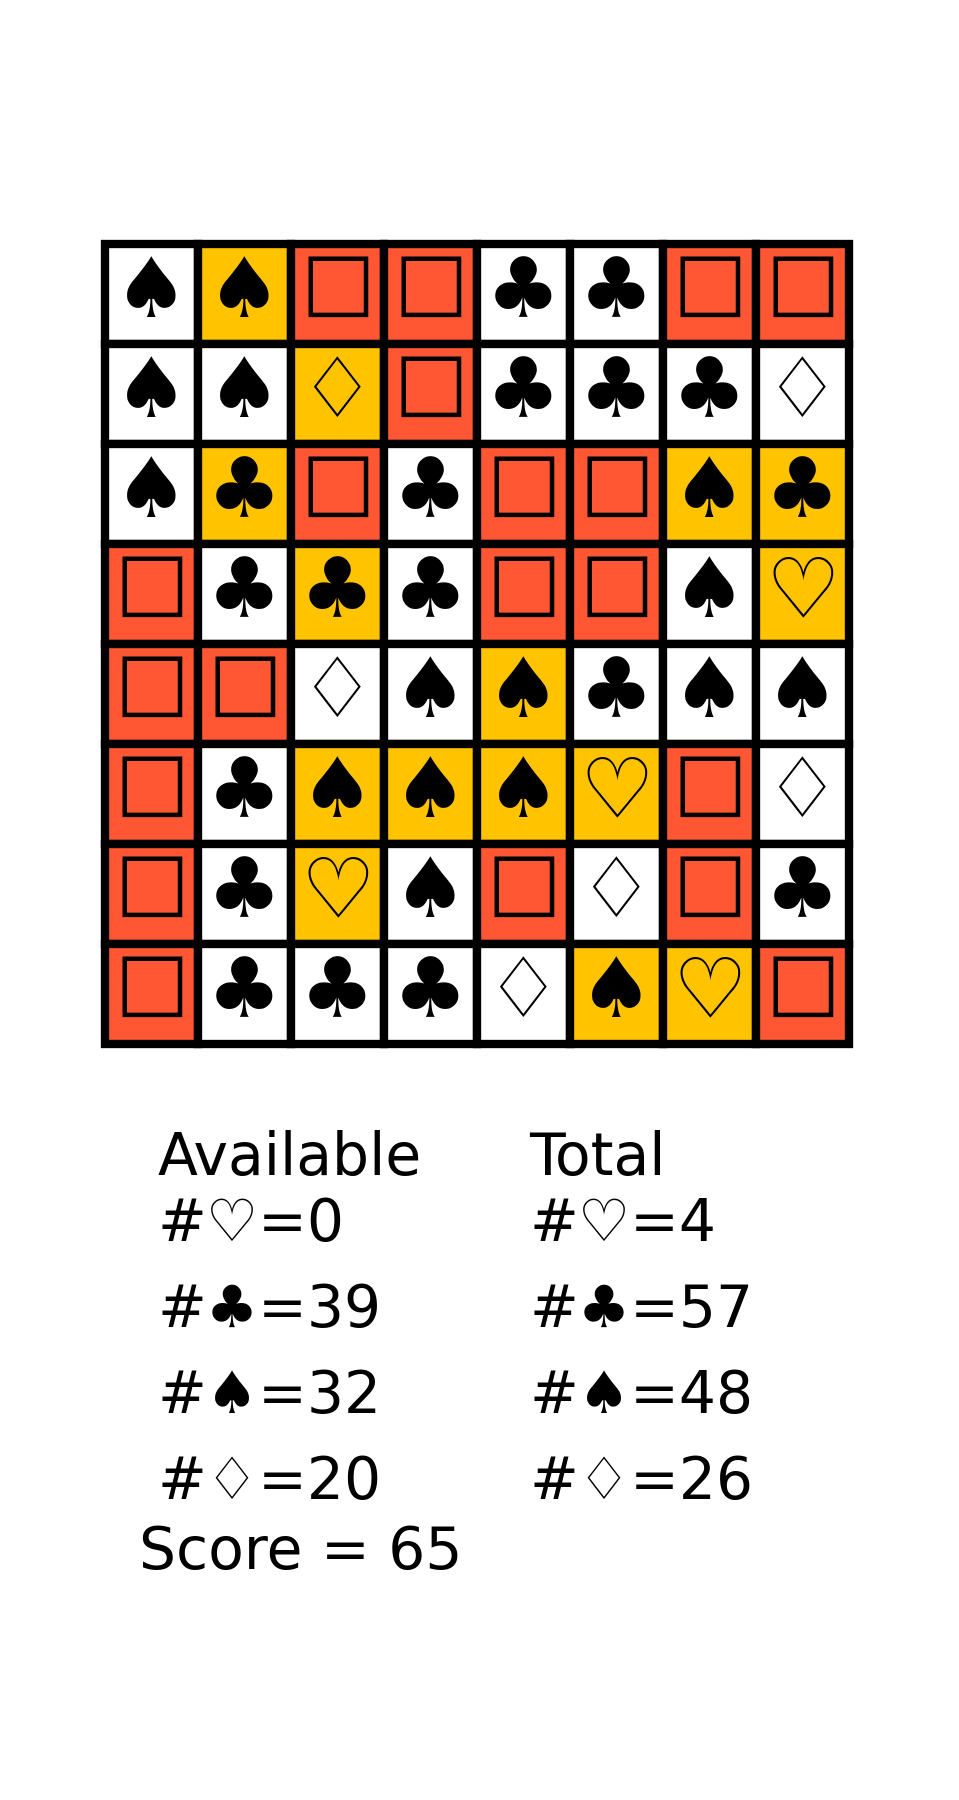 ♠ ♠ □ □ ♣ ♣ □ □
♠ ♠ ♢ □ ♣ ♣ ♣ ♢
♠ ♣ □ ♣ □ □ ♠ ♣
□ ♣ ♣ ♣ □ □ ♠ ♡
□ □ ♢ ♠ ♠ ♣ ♠ ♠
□ ♣ ♠ ♠ ♠ ♡ □ ♢
□ ♣ ♡ ♠ □ ♢ □ ♣
□ ♣ ♣ ♣ ♢ ♠ ♡ □
Available Total
#♡=0 #♡=4
#♣=39 #♣=57
#♠=32 #♠=48
#♢=20 #♢=26
Score = 65